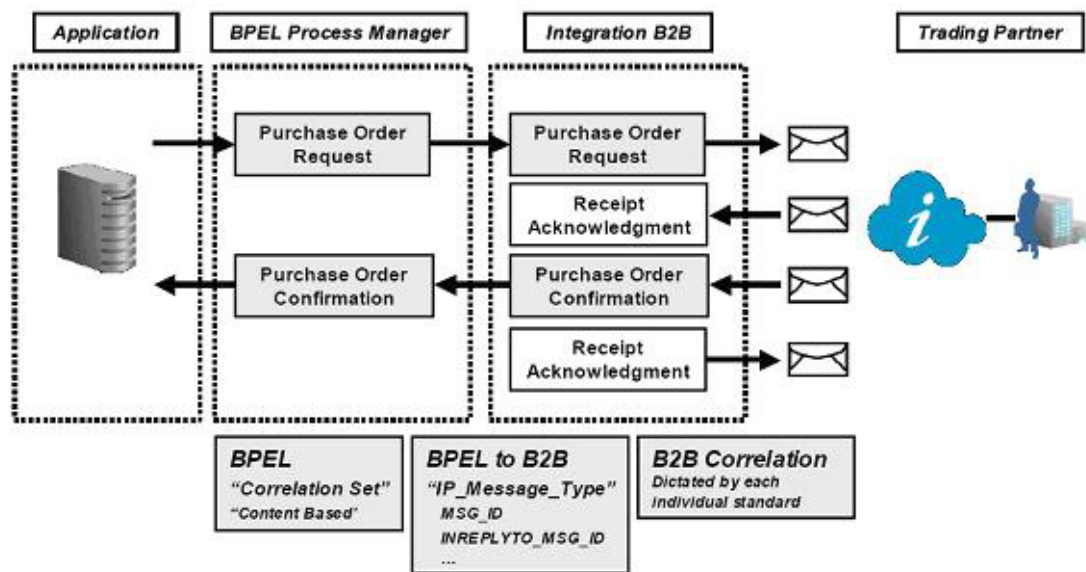 Application
BPEL Process Manager
Integration B2B
Trading Partner
Purchase Order
Request
Purchase Order
Request
Receipt
Acknowledgment
i
Purchase Order
Confirmation
Purchase Order
Confirmation
Receipt
Acknowledgment
BPEL
“Correlation Set”
“Content Based’
BPEL to B2B
“IP_Message_Type”
MSG_ID
INREPLYTO_MSG_ID
...
B2B Correlation
Dictated by each
individual standard